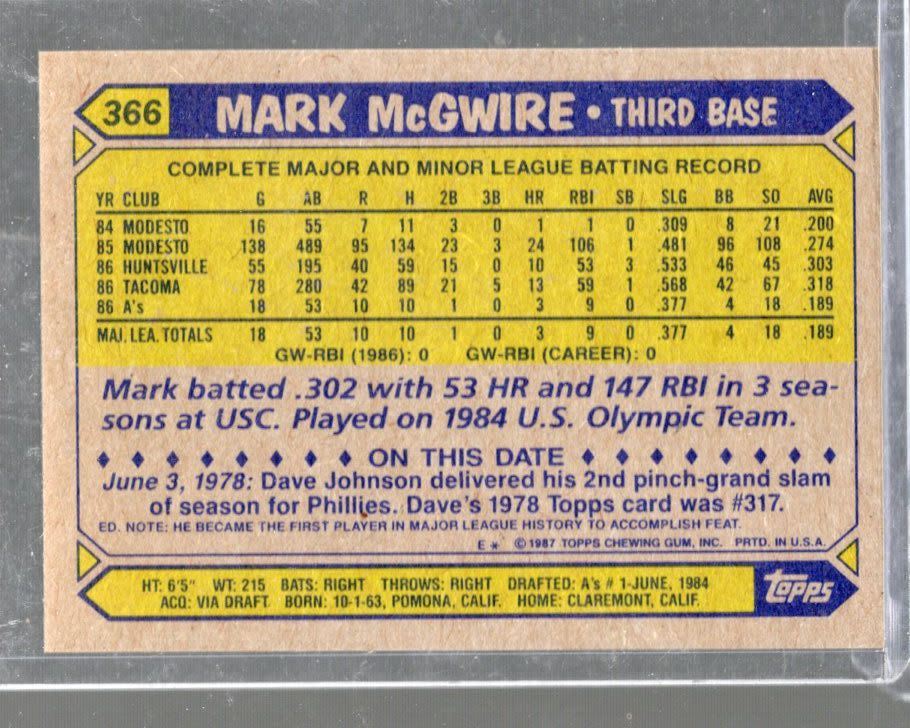 366 MARK McGWIRE • THIRD BASE
COMPLETE MAJOR AND MINOR LEAGUE BATTING RECORD
YR CLUB G AB R H 2B 3B HR RBI SB SLG BB SO AVG
84 MODESTO 16 55 7 11 3 0 1 1 0 .309 8 21 .200
85 MODESTO 138 489 95 134 23 3 24 106 1 .481 96 108 .274
86 HUNTSVILLE 55 195 40 59 15 0 10 53 3 .533 46 45 .303
86 TACOMA 78 280 42 89 21 5 13 59 1 .568 42 67 .318
86 A's 18 53 10 10 1 0 3 9 0 .377 4 18 .189
MAJ. LEA. TOTALS 18 53 10 10 1 0 3 9 0 .377 4 18 .189
GW-RBI (1986): 0 GW-RBI (CAREER): 0
Mark batted .302 with 53 HR and 147 RBI in 3 sea-
sons at USC. Played on 1984 U.S. Olympic Team.
ON THIS DATE
June 3, 1978: Dave Johnson delivered his 2nd pinch-grand slam
of season for Phillies. Dave's 1978 Topps card was #317.
ED. NOTE: HE BECAME THE FIRST PLAYER IN MAJOR LEAGUE HISTORY TO ACCOMPLISH FEAT.
E* © 1987 TOPPS CHEWING GUM, INC. PRTD. IN U.S.A.
HT: 6'5" WT: 215 BATS: RIGHT THROWS: RIGHT DRAFTED: A's # 1-JUNE, 1984
ACQ: VIA DRAFT. BORN: 10-1-63, POMONA, CALIF. HOME: CLAREMONT, CALIF.
topps